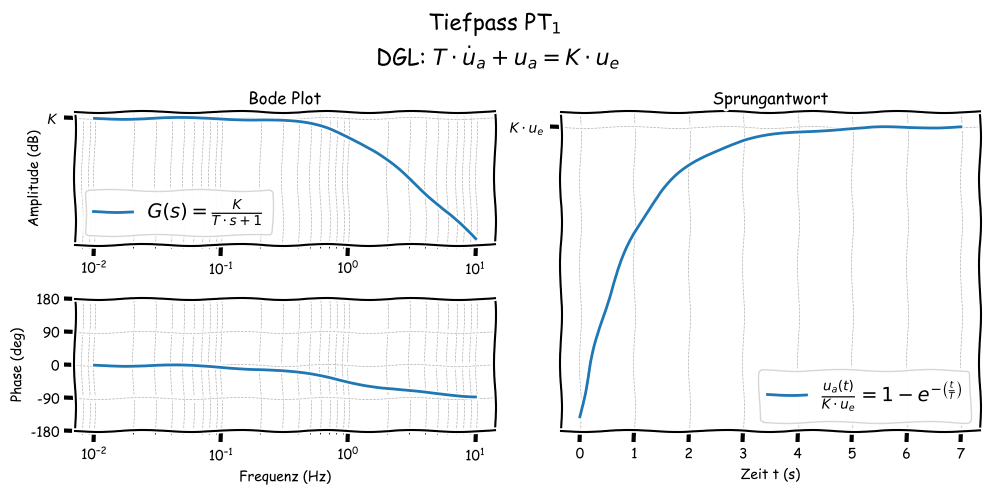 Tiefpass PT₁
DGL: T · u̇ₐ + uₐ = K · uₑ
Bode Plot
K
Amplitude (dB)
G(s) = K / (T · s + 1)
10⁻² 10⁻¹ 10⁰ 10¹
180
90
0
-90
-180
Phase (deg)
10⁻² 10⁻¹ 10⁰ 10¹
Frequenz (Hz)
Sprungantwort
K · uₑ
uₐ(t) / (K · uₑ) = 1 − e^−(t/T)
0 1 2 3 4 5 6 7
Zeit t (s)